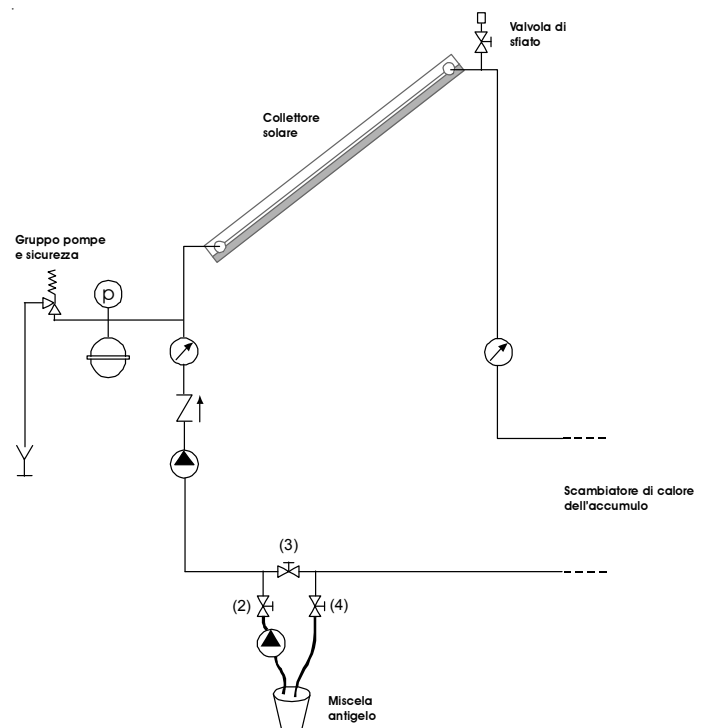 Valvola di
sfiato
Collettore
solare
Gruppo pompe
e sicurezza
p
Scambiatore di calore
dell'accumulo
(3)
(2)
(4)
Miscela
antigelo